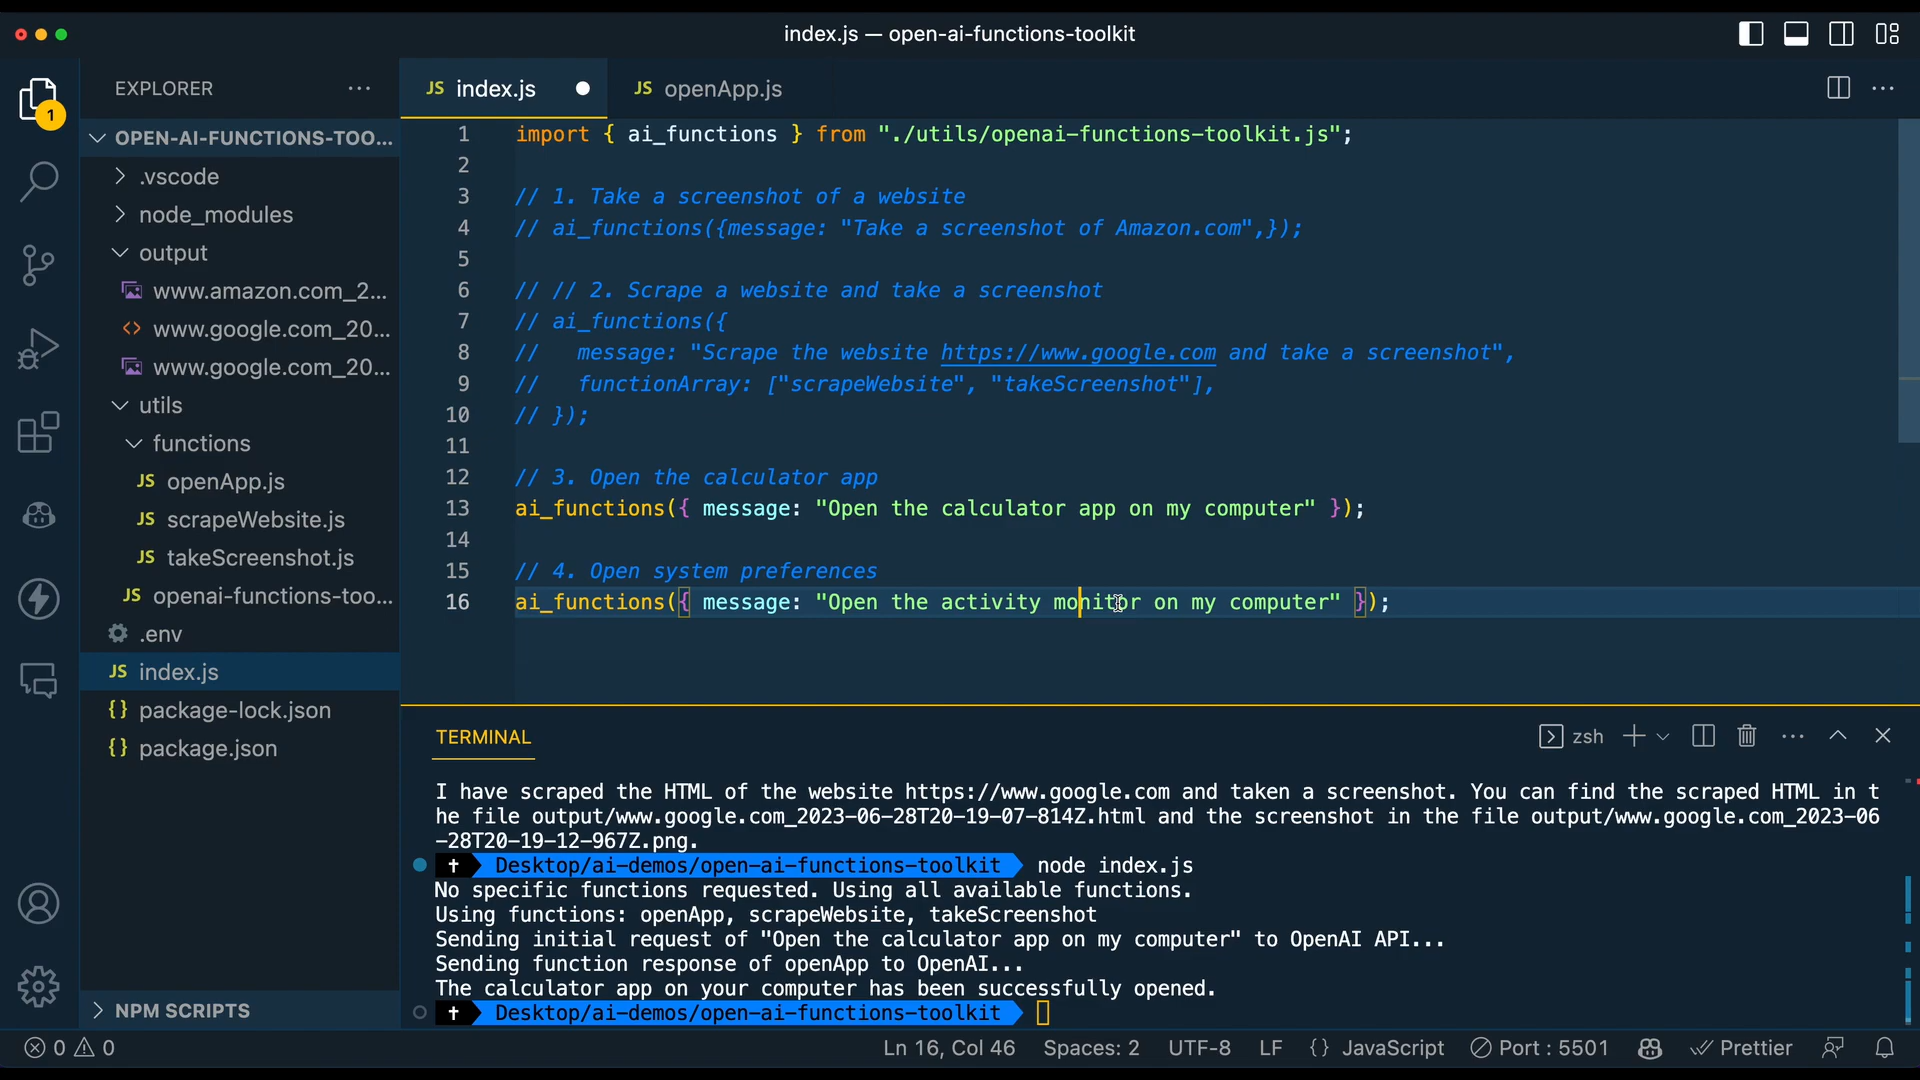 index.js — open-ai-functions-toolkit
1
EXPLORER
OPEN-AI-FUNCTIONS-TOO...
.vscode
node_modules
output
www.amazon.com_2...
www.google.com_20...
www.google.com_20...
utils
functions
JS openApp.js
JS scrapeWebsite.js
JS takeScreenshot.js
JS openai-functions-too...
.env
JS index.js
{} package-lock.json
{} package.json
NPM SCRIPTS
JS index.js
JS openApp.js
1 import { ai_functions } from "./utils/openai-functions-toolkit.js";
2
3 // 1. Take a screenshot of a website
4 // ai_functions({message: "Take a screenshot of Amazon.com",});
5
6 // // 2. Scrape a website and take a screenshot
7 // ai_functions({
8 //   message: "Scrape the website https://www.google.com and take a screenshot",
9 //   functionArray: ["scrapeWebsite", "takeScreenshot"],
10 // });
11
12 // 3. Open the calculator app
13 ai_functions({ message: "Open the calculator app on my computer" });
14
15 // 4. Open system preferences
16 ai_functions({ message: "Open the activity monitor on my computer" });
TERMINAL
zsh
I have scraped the HTML of the website https://www.google.com and taken a screenshot. You can find the scraped HTML in t
he file output/www.google.com_2023-06-28T20-19-07-814Z.html and the screenshot in the file output/www.google.com_2023-06
-28T20-19-12-967Z.png.
† Desktop/ai-demos/open-ai-functions-toolkit node index.js
No specific functions requested. Using all available functions.
Using functions: openApp, scrapeWebsite, takeScreenshot
Sending initial request of "Open the calculator app on my computer" to OpenAI API...
Sending function response of openApp to OpenAI...
The calculator app on your computer has been successfully opened.
† Desktop/ai-demos/open-ai-functions-toolkit
0 0
Ln 16, Col 46 Spaces: 2 UTF-8 LF {} JavaScript Port : 5501 Prettier